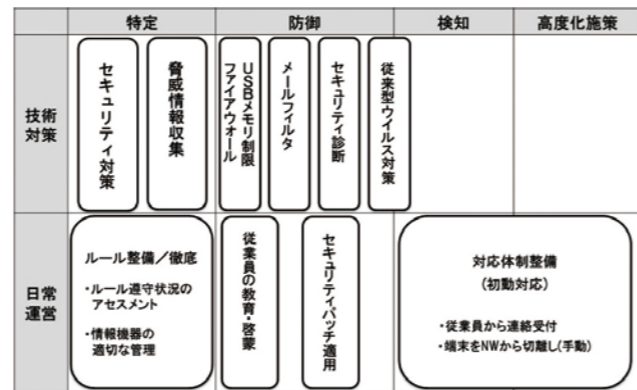 特定
防御
検知
高度化施策
技術
対策
セキュリティ対策
脅威情報収集
USBメモリ制限
ファイアウォール
メールフィルタ
セキュリティ診断
従来型ウイルス対策
日常
運営
ルール整備／徹底
・ルール遵守状況の
アセスメント
・情報機器の
適切な管理
従業員の教育・啓蒙
セキュリティパッチ適用
対応体制整備
(初動対応)
・従業員から連絡受付
・端末をNWから切離し(手動)